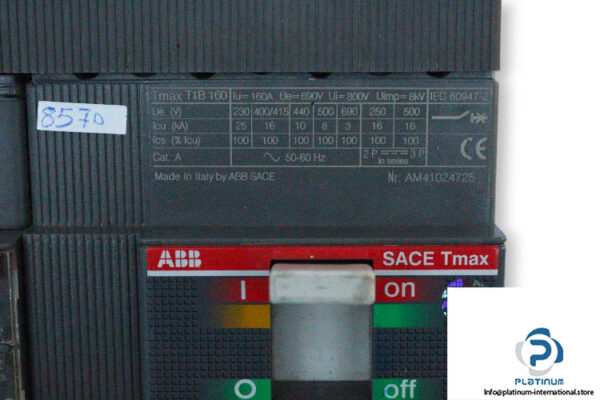 8570
Tmax T1B 160 Iu=160A Ue=690V Ui=800V Uimp=8kV IEC 60947-2
Ue (V) 230 400/415 440 500 690 250 500
Icu (kA) 25 16 10 8 3 16 16
Ics (% Icu) 100 100 100 100 100 100 100
Cat. A 50-60 Hz 2 P 3 P
in series
CE
Made in Italy by ABB SACE Nr. AM41024725
ABB SACE Tmax
I on
O off
PLATINUM
INTERNATIONAL
Info@platinum-international.store